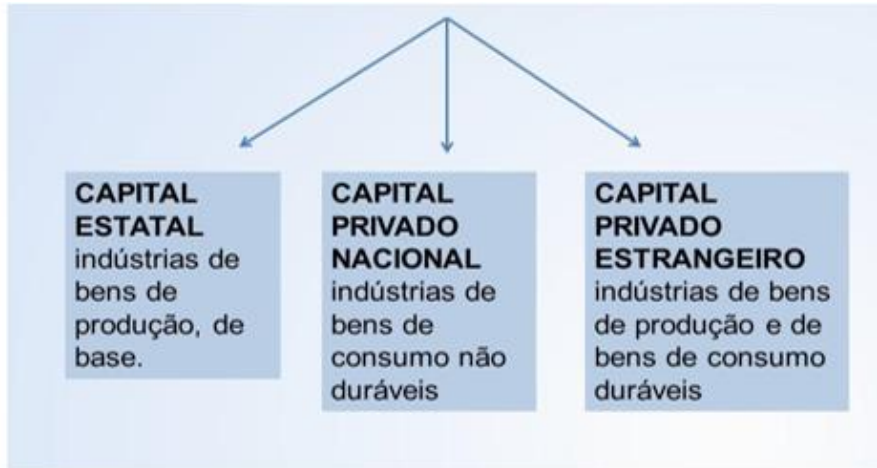 CAPITAL
ESTATAL
indústrias de
bens de
produção, de
base.
CAPITAL
PRIVADO
NACIONAL
indústrias de
bens de
consumo não
duráveis
CAPITAL
PRIVADO
ESTRANGEIRO
indústrias de bens
de produção e de
bens de consumo
duráveis